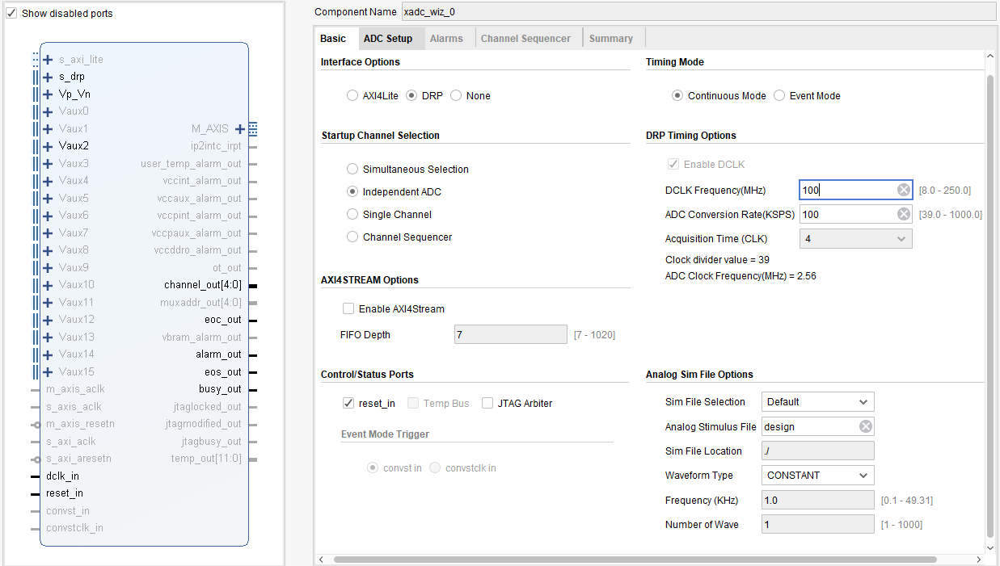 Show disabled ports
s_axi_lite
s_drp
Vp_Vn
Vaux0
Vaux1
Vaux2
Vaux3
Vaux4
Vaux5
Vaux6
Vaux7
Vaux8
Vaux9
Vaux10
Vaux11
Vaux12
Vaux13
Vaux14
Vaux15
m_axis_aclk
s_axis_aclk
m_axis_resetn
s_axi_aclk
s_axi_aresetn
dclk_in
reset_in
convst_in
convstclk_in
M_AXIS
ip2intc_irpt
user_temp_alarm_out
vccint_alarm_out
vccaux_alarm_out
vccpint_alarm_out
vccpaux_alarm_out
vccddro_alarm_out
ot_out
channel_out[4:0]
muxaddr_out[4:0]
eoc_out
vbram_alarm_out
alarm_out
eos_out
busy_out
jtaglocked_out
jtagmodified_out
jtagbusy_out
temp_out[11:0]
Component Name xadc_wiz_0
Basic ADC Setup Alarms Channel Sequencer Summary
Interface Options
AXI4Lite DRP None
Startup Channel Selection
Simultaneous Selection
Independent ADC
Single Channel
Channel Sequencer
AXI4STREAM Options
Enable AXI4Stream
FIFO Depth 7 [7 - 1020]
Control/Status Ports
reset_in Temp Bus JTAG Arbiter
Event Mode Trigger
convst in convstclk in
Timing Mode
Continuous Mode Event Mode
DRP Timing Options
Enable DCLK
DCLK Frequency(MHz) 100 [8.0 - 250.0]
ADC Conversion Rate(KSPS) 100 [39.0 - 1000.0]
Acquisition Time (CLK) 4
Clock divider value = 39
ADC Clock Frequency(MHz) = 2.56
Analog Sim File Options
Sim File Selection Default
Analog Stimulus File design
Sim File Location ./
Waveform Type CONSTANT
Frequency (KHz) 1.0 [0.1 - 49.31]
Number of Wave 1 [1 - 1000]